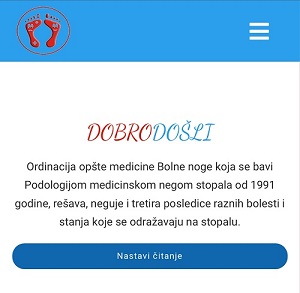 DOBRODOŠLI
Ordinacija opšte medicine Bolne noge koja se bavi
Podologijom medicinskom negom stopala od 1991
godine, rešava, neguje i tretira posledice raznih bolesti i
stanja koje se odražavaju na stopalu.
Nastavi čitanje